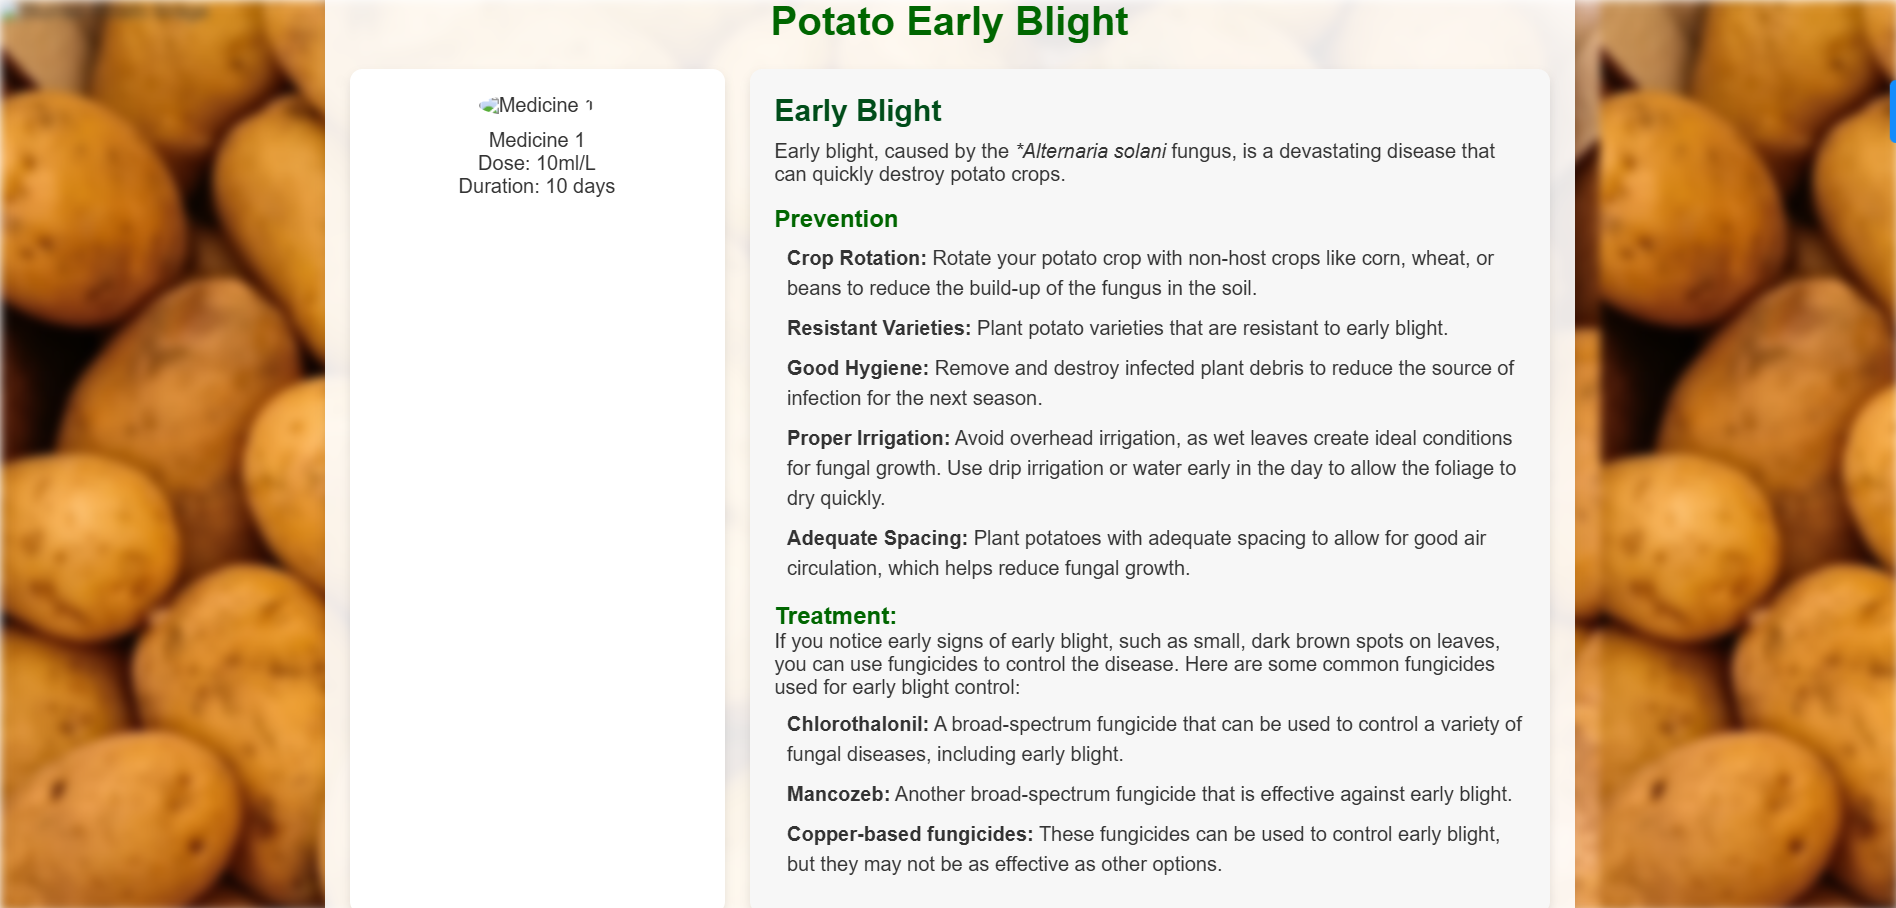 Potato Early Blight
Medicine 1
Medicine 1
Dose: 10ml/L
Duration: 10 days
Early Blight
Early blight, caused by the *Alternaria solani fungus, is a devastating disease that
can quickly destroy potato crops.
Prevention
Crop Rotation: Rotate your potato crop with non-host crops like corn, wheat, or
beans to reduce the build-up of the fungus in the soil.
Resistant Varieties: Plant potato varieties that are resistant to early blight.
Good Hygiene: Remove and destroy infected plant debris to reduce the source of
infection for the next season.
Proper Irrigation: Avoid overhead irrigation, as wet leaves create ideal conditions
for fungal growth. Use drip irrigation or water early in the day to allow the foliage to
dry quickly.
Adequate Spacing: Plant potatoes with adequate spacing to allow for good air
circulation, which helps reduce fungal growth.
Treatment:
If you notice early signs of early blight, such as small, dark brown spots on leaves,
you can use fungicides to control the disease. Here are some common fungicides
used for early blight control:
Chlorothalonil: A broad-spectrum fungicide that can be used to control a variety of
fungal diseases, including early blight.
Mancozeb: Another broad-spectrum fungicide that is effective against early blight.
Copper-based fungicides: These fungicides can be used to control early blight,
but they may not be as effective as other options.